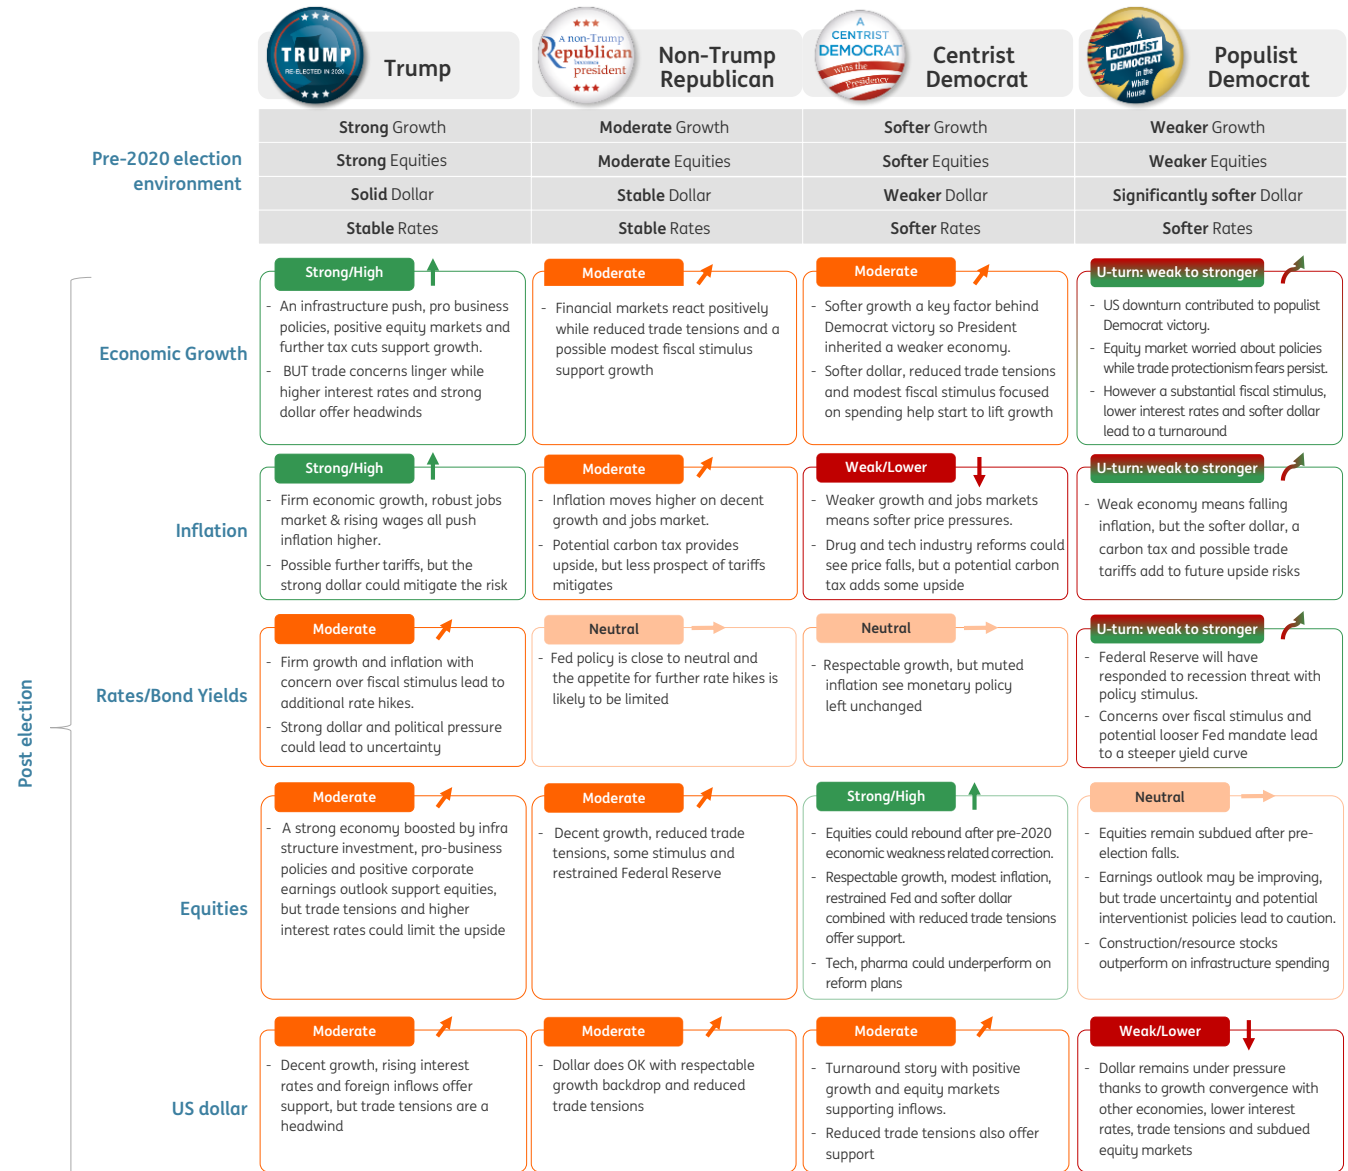 TRUMP
RE-ELECTED IN 2020
Trump
A non-Trump
Republican
becomes
president
Non-Trump
Republican
A
CENTRIST
DEMOCRAT
wins the
Presidency
Centrist
Democrat
A
POPULIST
DEMOCRAT
in the
White
House
Populist
Democrat
Pre-2020 election
environment
Strong Growth
Moderate Growth
Softer Growth
Weaker Growth
Strong Equities
Moderate Equities
Softer Equities
Weaker Equities
Solid Dollar
Stable Dollar
Weaker Dollar
Significantly softer Dollar
Stable Rates
Stable Rates
Softer Rates
Softer Rates
Post election
Economic Growth
Strong/High
- An infrastructure push, pro business
policies, positive equity markets and
further tax cuts support growth.
- BUT trade concerns linger while
higher interest rates and strong
dollar offer headwinds
Moderate
- Financial markets react positively
while reduced trade tensions and a
possible modest fiscal stimulus
support growth
Moderate
- Softer growth a key factor behind
Democrat victory so President
inherited a weaker economy.
- Softer dollar, reduced trade tensions
and modest fiscal stimulus focused
on spending help start to lift growth
U-turn: weak to stronger
- US downturn contributed to populist
Democrat victory.
- Equity market worried about policies
while trade protectionism fears persist.
- However a substantial fiscal stimulus,
lower interest rates and softer dollar
lead to a turnaround
Inflation
Strong/High
- Firm economic growth, robust jobs
market & rising wages all push
inflation higher.
- Possible further tariffs, but the
strong dollar could mitigate the risk
Moderate
- Inflation moves higher on decent
growth and jobs market.
- Potential carbon tax provides
upside, but less prospect of tariffs
mitigates
Weak/Lower
- Weaker growth and jobs markets
means softer price pressures.
- Drug and tech industry reforms could
see price falls, but a potential carbon
tax adds some upside
U-turn: weak to stronger
- Weak economy means falling
inflation, but the softer dollar, a
carbon tax and possible trade
tariffs add to future upside risks
Rates/Bond Yields
Moderate
- Firm growth and inflation with
concern over fiscal stimulus lead to
additional rate hikes.
- Strong dollar and political pressure
could lead to uncertainty
Neutral
- Fed policy is close to neutral and
the appetite for further rate hikes is
likely to be limited
Neutral
- Respectable growth, but muted
inflation see monetary policy
left unchanged
U-turn: weak to stronger
- Federal Reserve will have
responded to recession threat with
policy stimulus.
- Concerns over fiscal stimulus and
potential looser Fed mandate lead
to a steeper yield curve
Equities
Moderate
- A strong economy boosted by infra
structure investment, pro-business
policies and positive corporate
earnings outlook support equities,
but trade tensions and higher
interest rates could limit the upside
Moderate
- Decent growth, reduced trade
tensions, some stimulus and
restrained Federal Reserve
Strong/High
- Equities could rebound after pre-2020
economic weakness related correction.
- Respectable growth, modest inflation,
restrained Fed and softer dollar
combined with reduced trade tensions
offer support.
- Tech, pharma could underperform on
reform plans
Neutral
- Equities remain subdued after pre-
election falls.
- Earnings outlook may be improving,
but trade uncertainty and potential
interventionist policies lead to caution.
- Construction/resource stocks
outperform on infrastructure spending
US dollar
Moderate
- Decent growth, rising interest
rates and foreign inflows offer
support, but trade tensions are a
headwind
Moderate
- Dollar does OK with respectable
growth backdrop and reduced
trade tensions
Moderate
- Turnaround story with positive
growth and equity markets
supporting inflows.
- Reduced trade tensions also offer
support
Weak/Lower
- Dollar remains under pressure
thanks to growth convergence with
other economies, lower interest
rates, trade tensions and subdued
equity markets